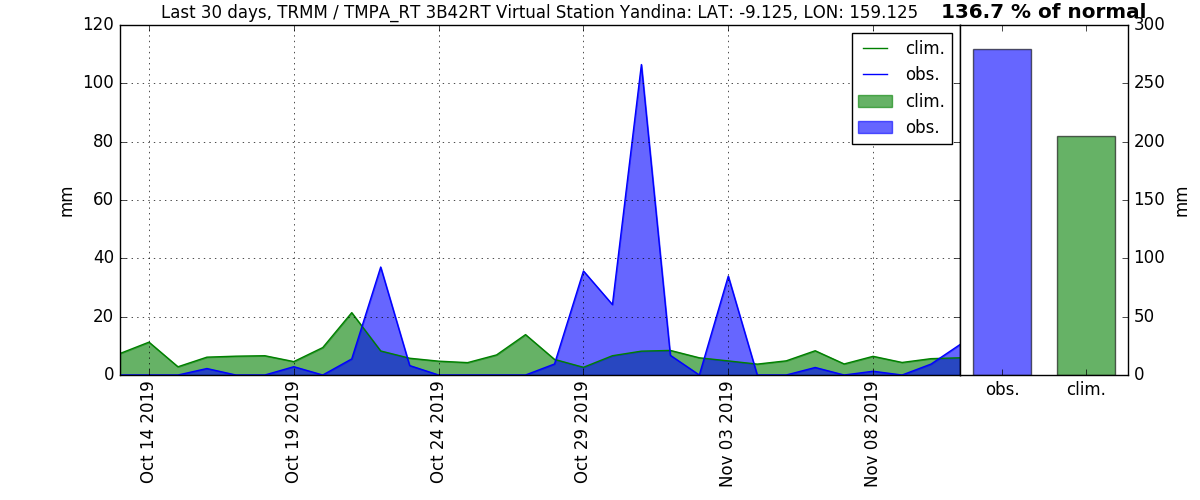 Last 30 days, TRMM / TMPA_RT 3B42RT Virtual Station Yandina: LAT: -9.125, LON: 159.125
136.7 % of normal
120
100
80
60
40
20
0
mm
clim.
obs.
clim.
obs.
Oct 14 2019
Oct 19 2019
Oct 24 2019
Oct 29 2019
Nov 03 2019
Nov 08 2019
300
250
200
150
100
50
0
mm
obs.
clim.